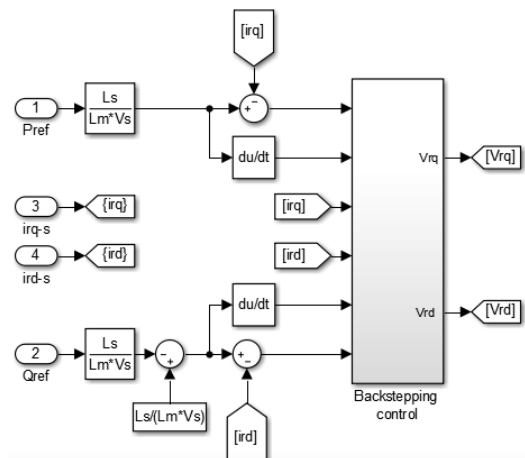 [irq]
1
Pref
Ls
Lm*Vs
+
−
du/dt
3
irq-s
{irq}
4
ird-s
{ird}
[irq]
[ird]
Vrq
[Vrq]
Vrd
[Vrd]
du/dt
2
Qref
Ls
Lm*Vs
−
+
+
−
Ls/(Lm*Vs)
[ird]
Backstepping
control